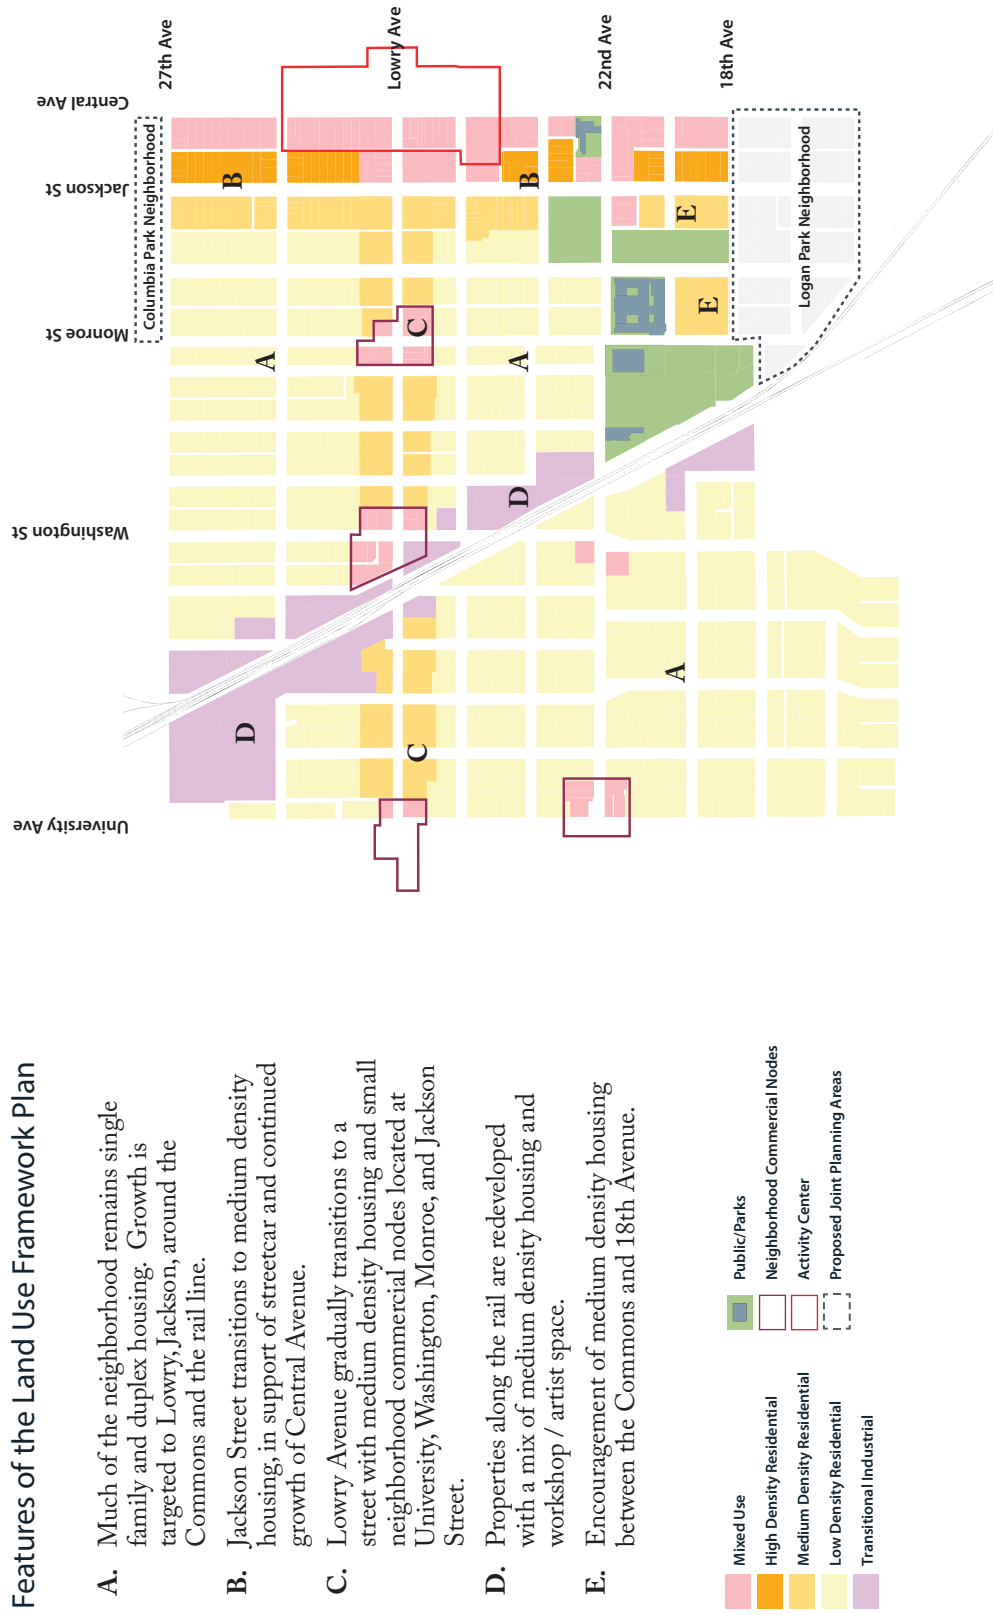 Features of the Land Use Framework Plan
A. Much of the neighborhood remains single
family and duplex housing. Growth is
targeted to Lowry, Jackson, around the
Commons and the rail line.
B. Jackson Street transitions to medium density
housing, in support of streetcar and continued
growth of Central Avenue.
C. Lowry Avenue gradually transitions to a
street with medium density housing and small
neighborhood commercial nodes located at
University, Washington, Monroe, and Jackson
Street.
D. Properties along the rail are redeveloped
with a mix of medium density housing and
workshop / artist space.
E. Encouragement of medium density housing
between the Commons and 18th Avenue.
Mixed Use
High Density Residential
Medium Density Residential
Low Density Residential
Transitional Industrial
Public/Parks
Neighborhood Commercial Nodes
Activity Center
Proposed Joint Planning Areas
University Ave
Washington St
Monroe St
Jackson St
Central Ave
Columbia Park Neighborhood
27th Ave
Lowry Ave
22nd Ave
18th Ave
Logan Park Neighborhood
D
A
B
C
C
D
A
B
A
E
E